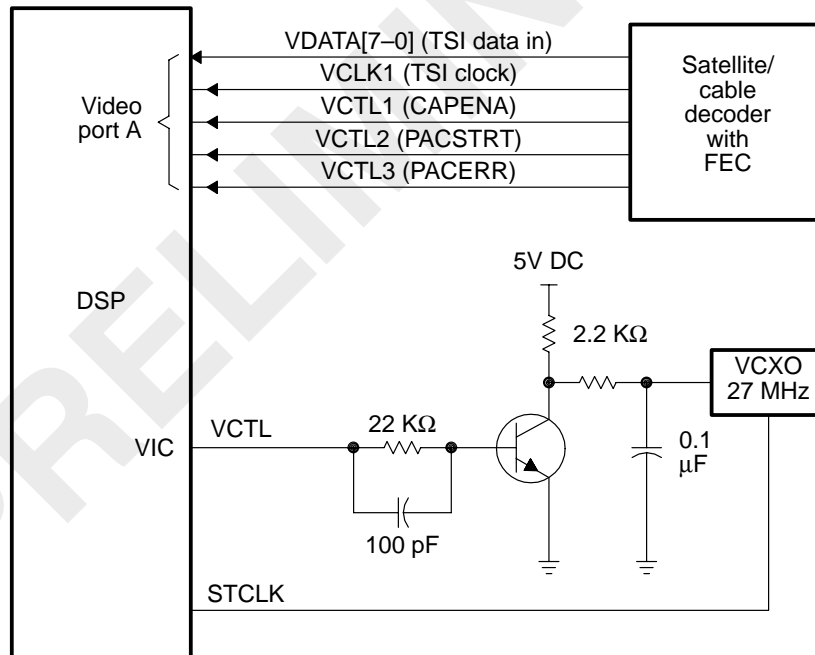 VDATA[7–0] (TSI data in)
VCLK1 (TSI clock)
VCTL1 (CAPENA)
VCTL2 (PACSTRT)
VCTL3 (PACERR)
Video
port A
Satellite/
cable
decoder
with
FEC
DSP
5V DC
2.2 KΩ
VCXO
27 MHz
VIC
VCTL
22 KΩ
0.1
μF
100 pF
STCLK
PRELIMIN